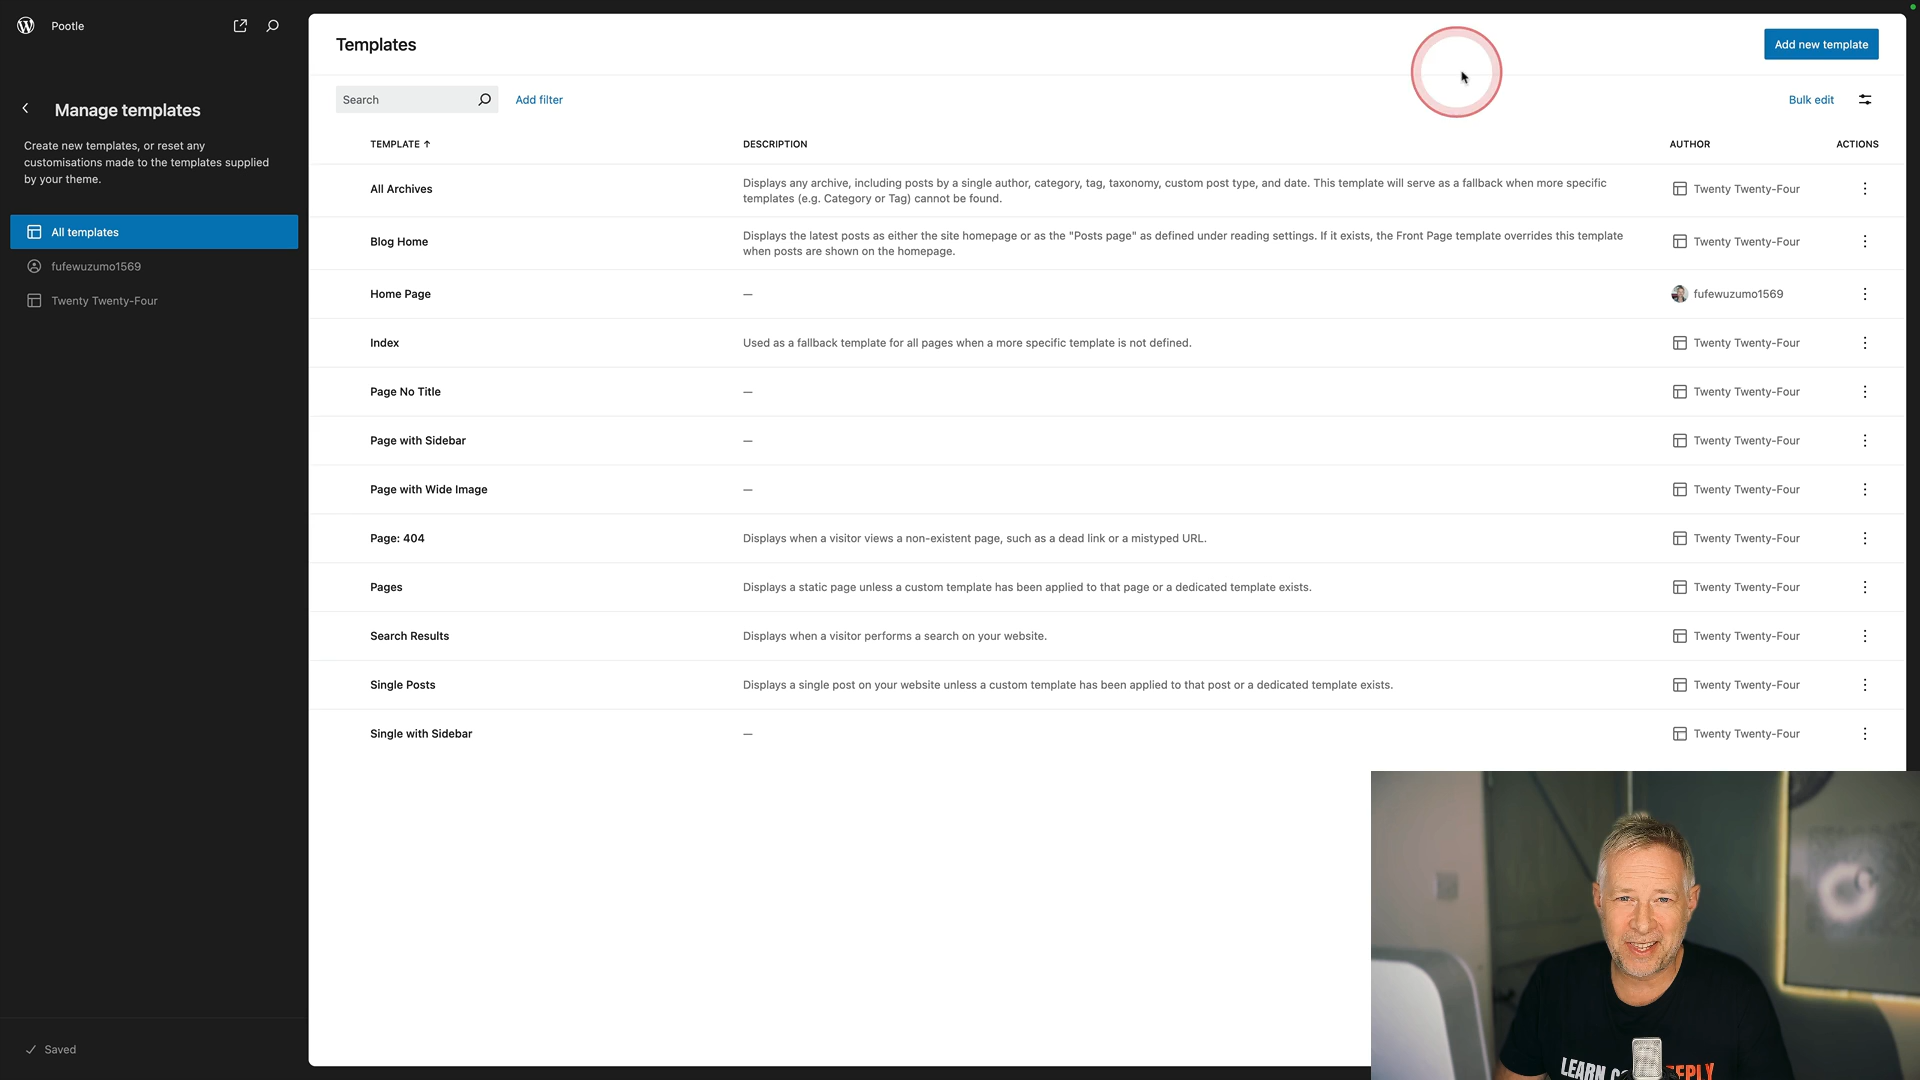 Pootle
Manage templates
Create new templates, or reset any
customisations made to the templates supplied
by your theme.
All templates
fufewuzumo1569
Twenty Twenty-Four
Saved
Templates
Add new template
Search
Add filter
Bulk edit
TEMPLATE ↑ DESCRIPTION AUTHOR ACTIONS
All Archives
Displays any archive, including posts by a single author, category, tag, taxonomy, custom post type, and date. This template will serve as a fallback when more specific
templates (e.g. Category or Tag) cannot be found.
Twenty Twenty-Four
Blog Home
Displays the latest posts as either the site homepage or as the "Posts page" as defined under reading settings. If it exists, the Front Page template overrides this template
when posts are shown on the homepage.
Twenty Twenty-Four
Home Page — fufewuzumo1569
Index Used as a fallback template for all pages when a more specific template is not defined. Twenty Twenty-Four
Page No Title — Twenty Twenty-Four
Page with Sidebar — Twenty Twenty-Four
Page with Wide Image — Twenty Twenty-Four
Page: 404 Displays when a visitor views a non-existent page, such as a dead link or a mistyped URL. Twenty Twenty-Four
Pages Displays a static page unless a custom template has been applied to that page or a dedicated template exists. Twenty Twenty-Four
Search Results Displays when a visitor performs a search on your website. Twenty Twenty-Four
Single Posts Displays a single post on your website unless a custom template has been applied to that post or a dedicated template exists. Twenty Twenty-Four
Single with Sidebar — Twenty Twenty-Four
LEARN